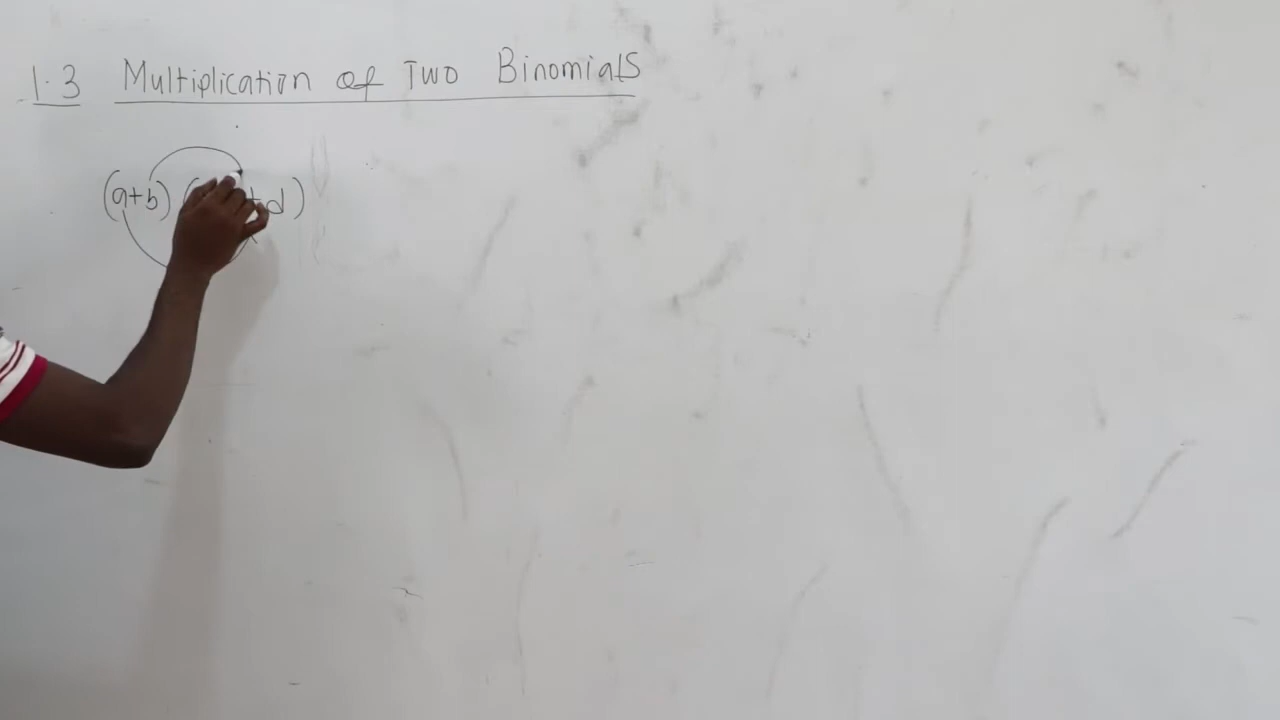 1.3 Multiplication of Two Binomials
(a+b) ( +d)